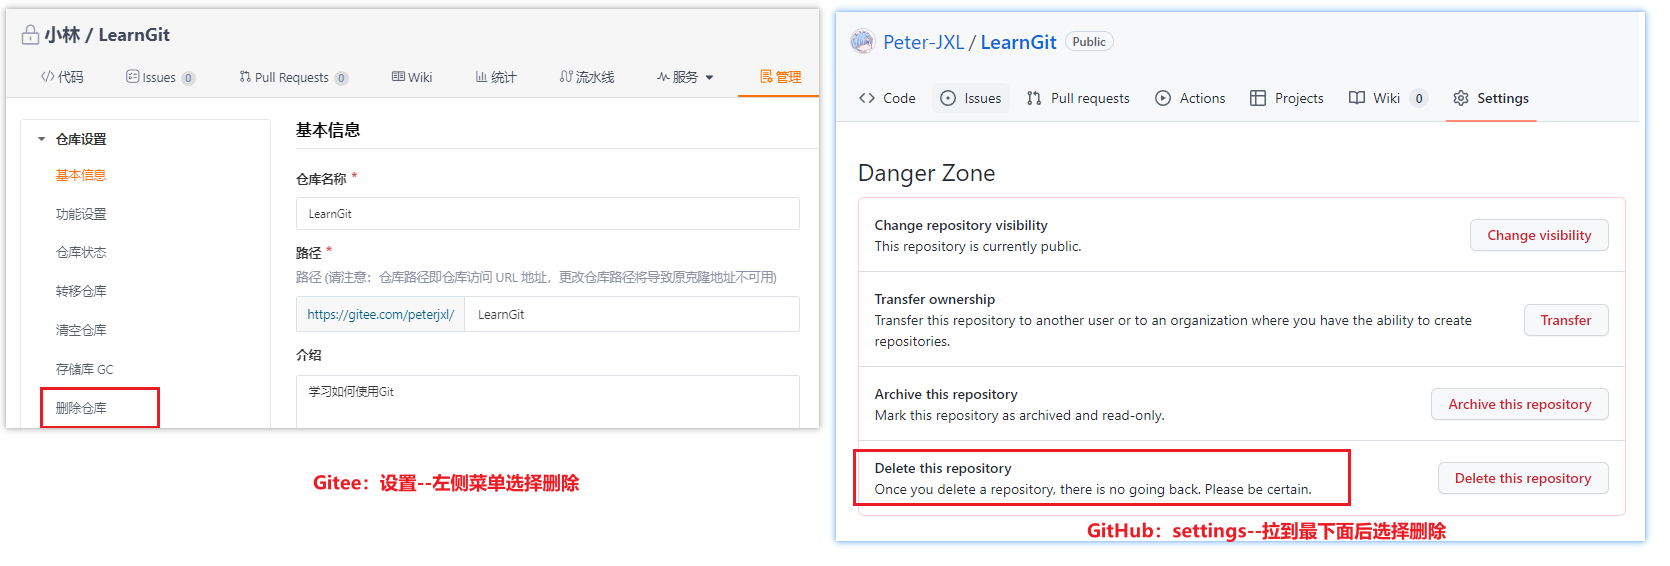 小林 / LearnGit
代码 Issues 0 Pull Requests 0 Wiki 统计 流水线 服务 管理
仓库设置
基本信息
功能设置
仓库状态
转移仓库
清空仓库
存储库 GC
删除仓库
基本信息
仓库名称 *
LearnGit
路径 *
路径 (请注意：仓库路径即仓库访问 URL 地址，更改仓库路径将导致原克隆地址不可用)
https://gitee.com/peterjxl/ LearnGit
介绍
学习如何使用Git
Gitee：设置--左侧菜单选择删除
Peter-JXL / LearnGit Public
Code Issues Pull requests Actions Projects Wiki 0 Settings
Danger Zone
Change repository visibility
This repository is currently public.
Change visibility
Transfer ownership
Transfer this repository to another user or to an organization where you have the ability to create
repositories.
Transfer
Archive this repository
Mark this repository as archived and read-only.
Archive this repository
Delete this repository
Once you delete a repository, there is no going back. Please be certain.
Delete this repository
GitHub：settings--拉到最下面后选择删除